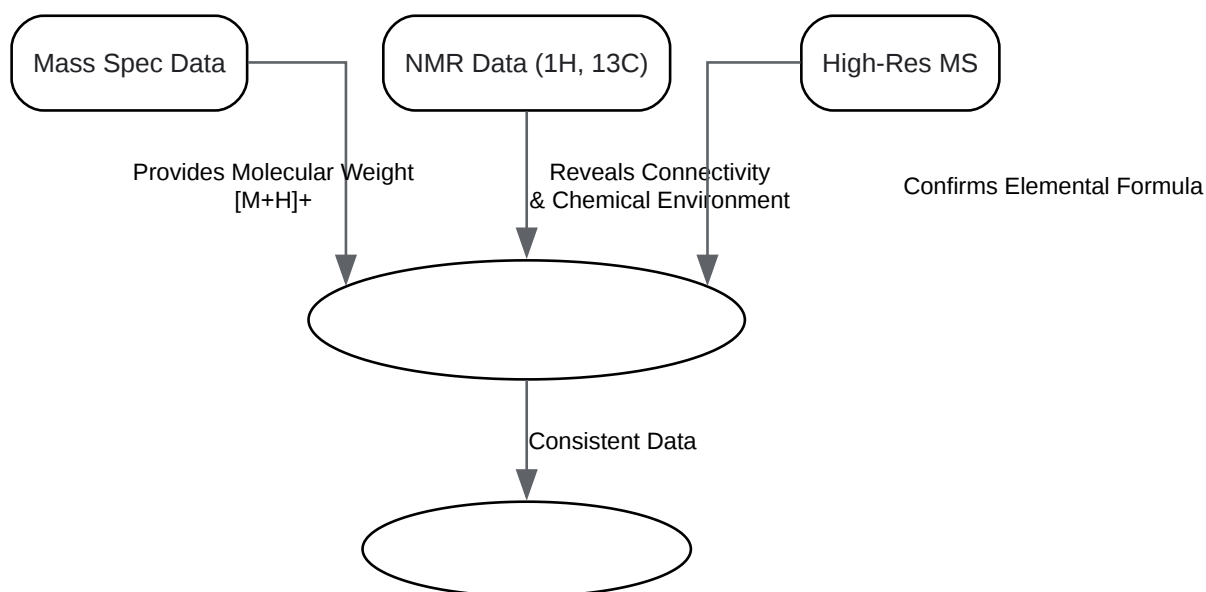 Mass Spec Data
NMR Data (1H, 13C)
High-Res MS
Provides Molecular Weight
[M+H]+
Reveals Connectivity
& Chemical Environment
Confirms Elemental Formula
Consistent Data